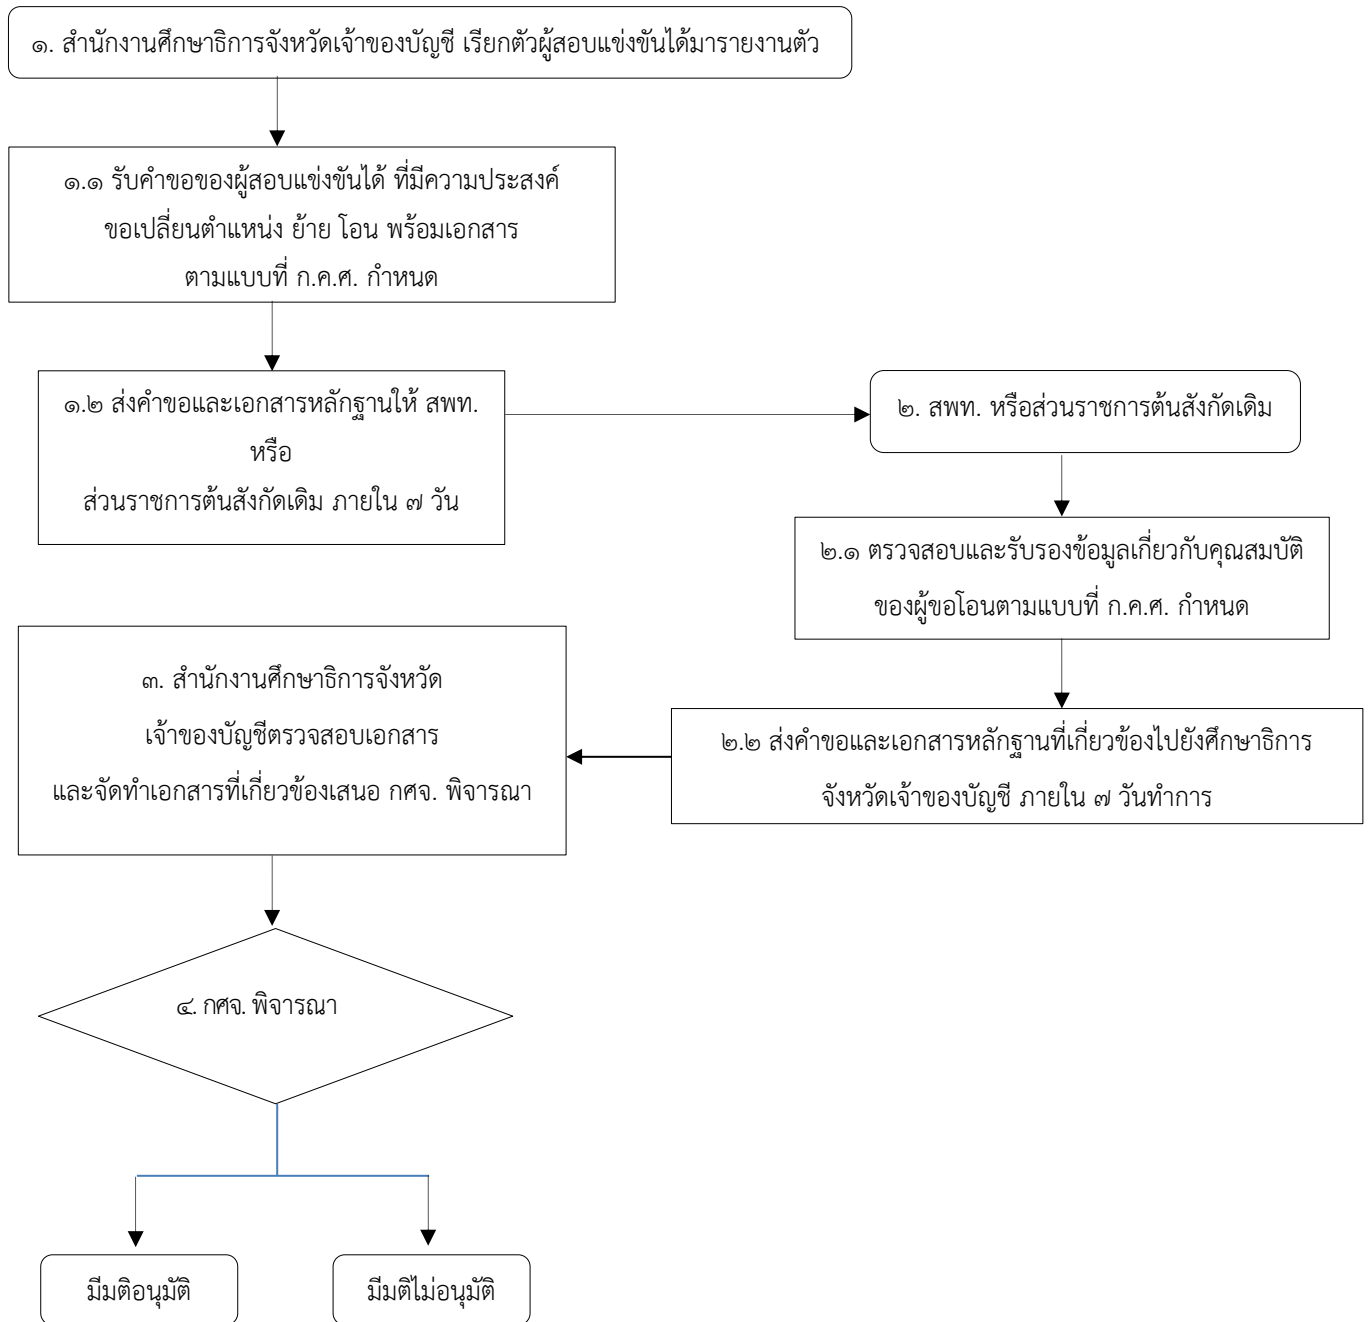 ๑. สำนักงานศึกษาธิการจังหวัดเจ้าของบัญชี เรียกตัวผู้สอบแข่งขันได้มารายงานตัว
๑.๑ รับคำขอของผู้สอบแข่งขันได้ ที่มีความประสงค์
ขอเปลี่ยนตำแหน่ง ย้าย โอน พร้อมเอกสาร
ตามแบบที่ ก.ค.ศ. กำหนด
๑.๒ ส่งคำขอและเอกสารหลักฐานให้ สพท.
หรือ
ส่วนราชการต้นสังกัดเดิม ภายใน ๗ วัน
๒. สพท. หรือส่วนราชการต้นสังกัดเดิม
๒.๑ ตรวจสอบและรับรองข้อมูลเกี่ยวกับคุณสมบัติ
ของผู้ขอโอนตามแบบที่ ก.ค.ศ. กำหนด
๒.๒ ส่งคำขอและเอกสารหลักฐานที่เกี่ยวข้องไปยังศึกษาธิการ
จังหวัดเจ้าของบัญชี ภายใน ๗ วันทำการ
๓. สำนักงานศึกษาธิการจังหวัด
เจ้าของบัญชีตรวจสอบเอกสาร
และจัดทำเอกสารที่เกี่ยวข้องเสนอ กศจ. พิจารณา
๔. กศจ. พิจารณา
มีมติอนุมัติ
มีมติไม่อนุมัติ